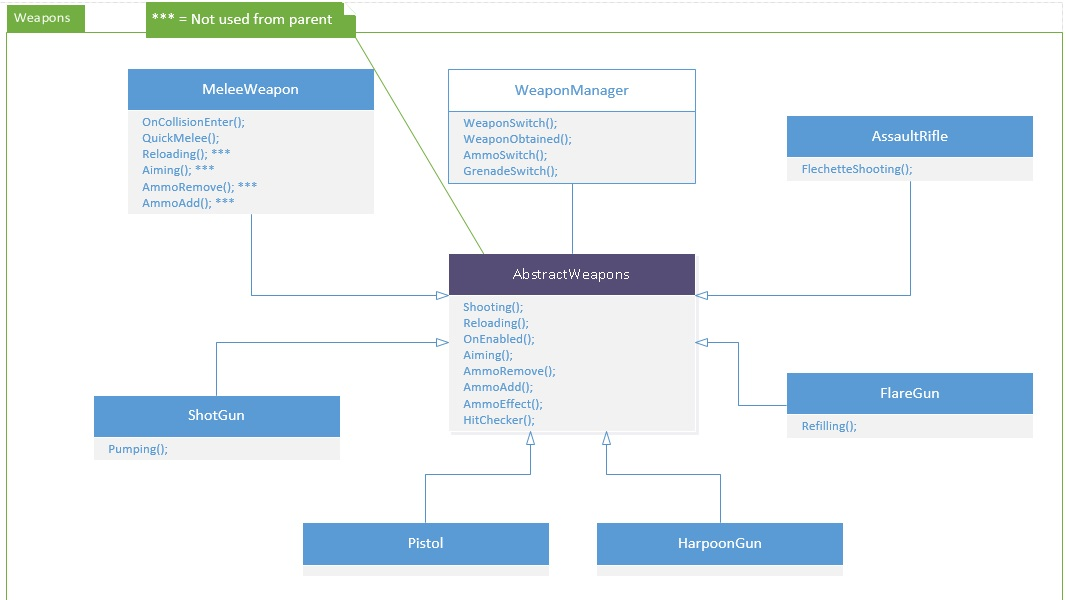 Weapons
*** = Not used from parent
MeleeWeapon
OnCollisionEnter();
QuickMelee();
Reloading(); ***
Aiming(); ***
AmmoRemove(); ***
AmmoAdd(); ***
WeaponManager
WeaponSwitch();
WeaponObtained();
AmmoSwitch();
GrenadeSwitch();
AssaultRifle
FlechetteShooting();
AbstractWeapons
Shooting();
Reloading();
OnEnabled();
Aiming();
AmmoRemove();
AmmoAdd();
AmmoEffect();
HitChecker();
ShotGun
Pumping();
FlareGun
Refilling();
Pistol
HarpoonGun